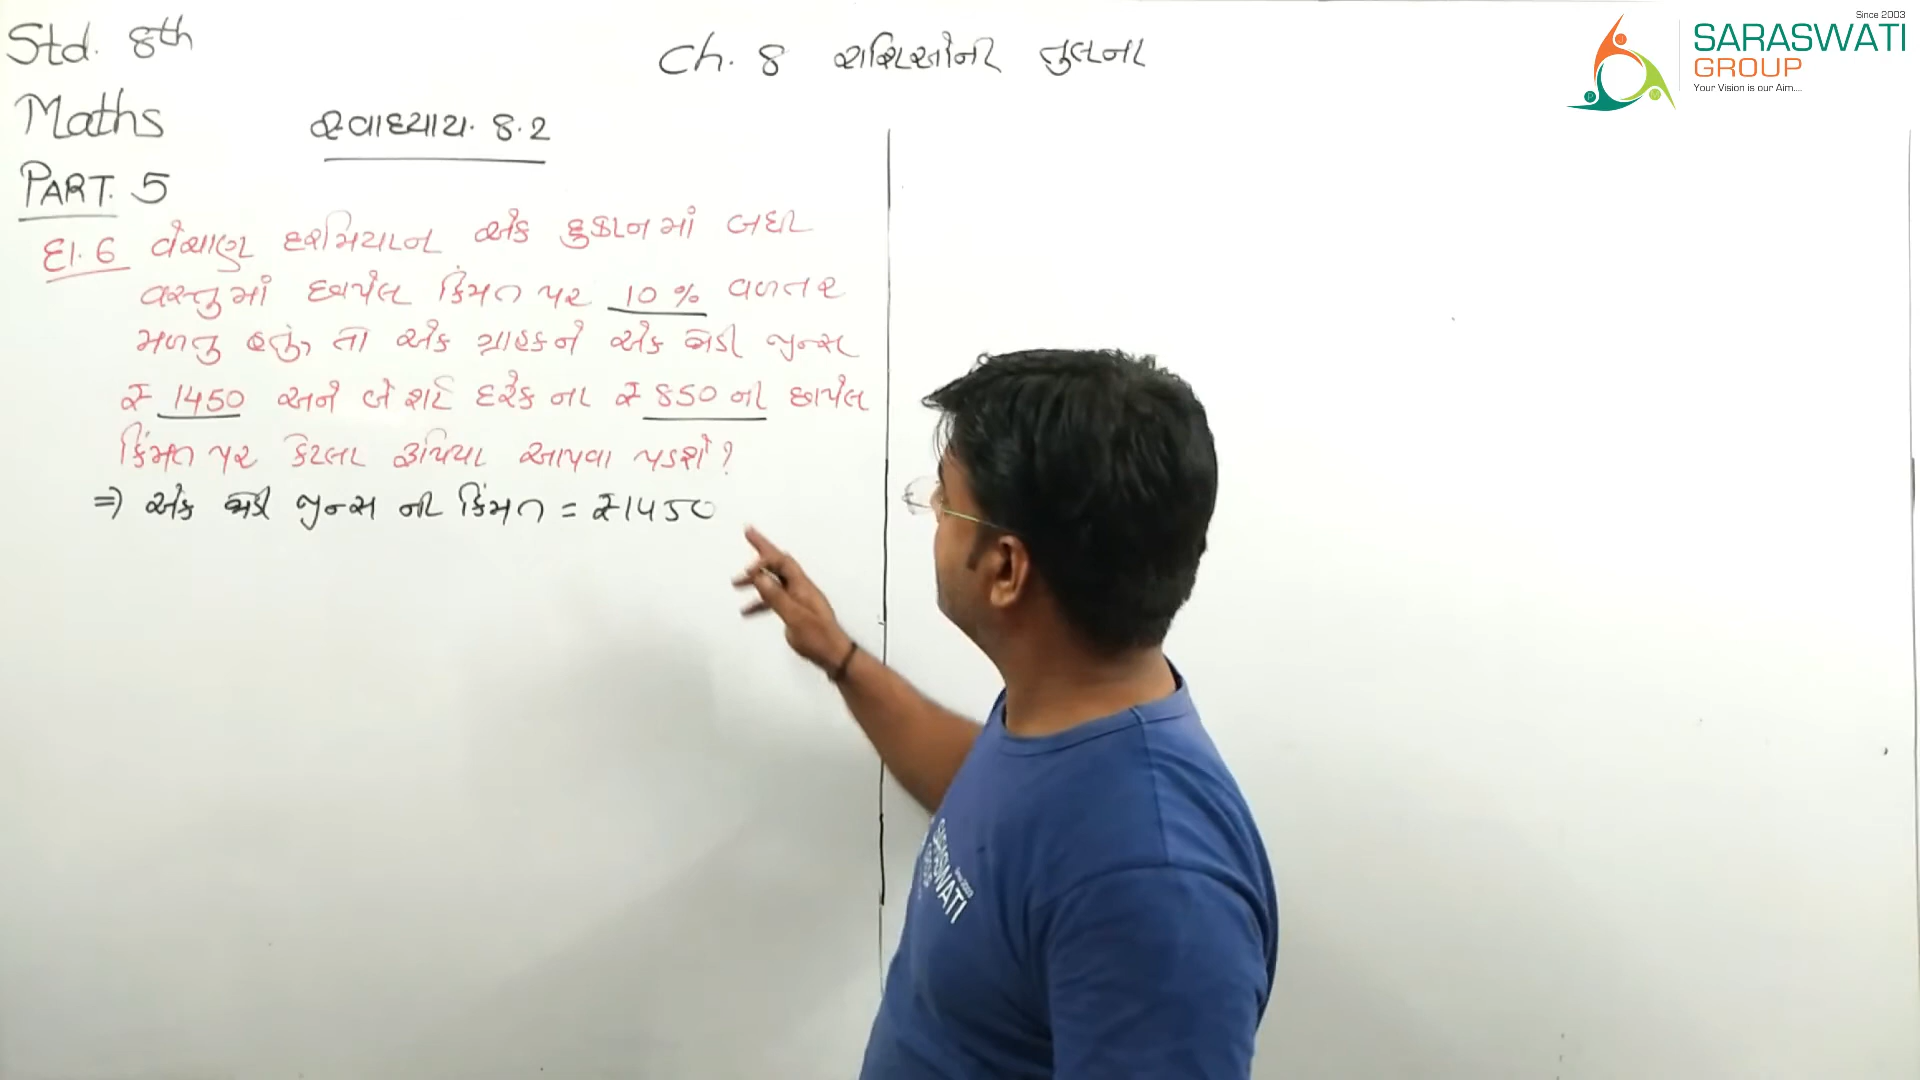 Std. 8th
Ch. 8 રાશિઓની તુલના
Since 2003
SARASWATI
GROUP
Your Vision is our Aim....
Maths
સ્વાધ્યાય. 8.2
PART. 5
દા. 6 વેચાણ દરમિયાન એક દુકાનમાં બધી
વસ્તુમાં છાપેલ કિંમત પર 10% વળતર
મળતુ હતું, તો એક ગ્રાહકને એક જોડી જીન્સ
₹ 1450 અને બે શર્ટ દરેક ના ₹ 850 ની છાપેલ
કિંમત પર કેટલા રૂપિયા આપવા પડશે ?
⇒ એક જોડી જીન્સ ની કિંમત = ₹ 1450
SARASWATI